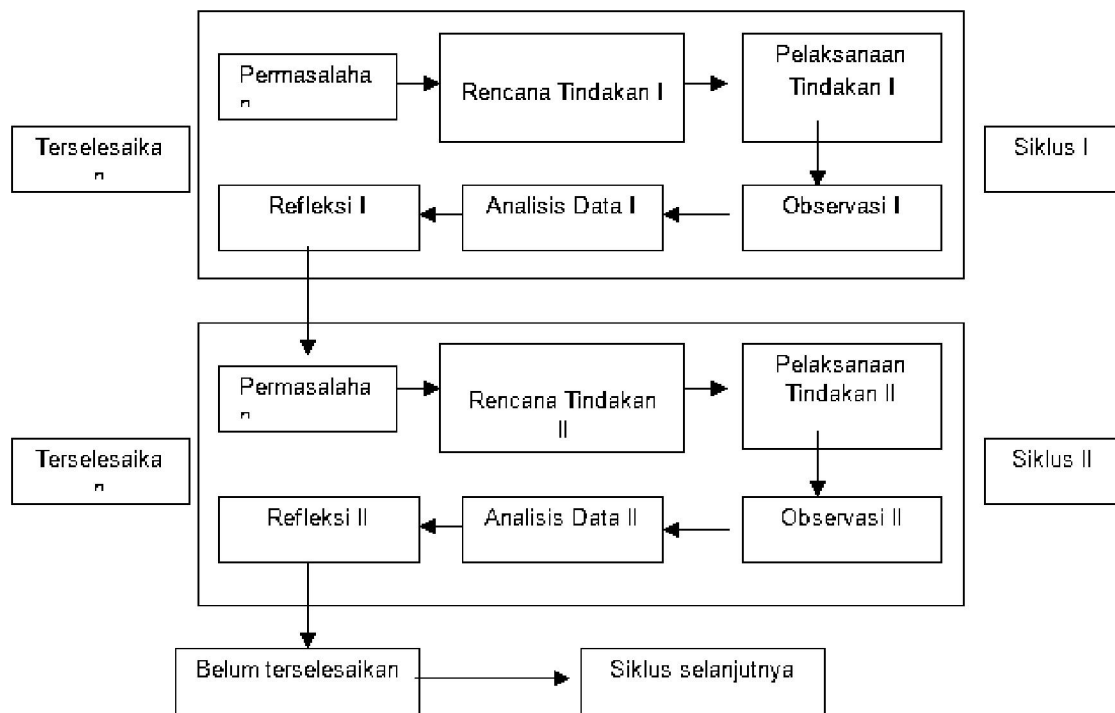 Permasalaha
n
Rencana Tindakan I
Pelaksanaan
Tindakan I
Terselesaika
n
Siklus I
Refleksi I
Analisis Data I
Observasi I
Permasalaha
n
Rencana Tindakan
II
Pelaksanaan
Tindakan II
Terselesaika
n
Siklus II
Refleksi II
Analisis Data II
Observasi II
Belum terselesaikan
Siklus selanjutnya